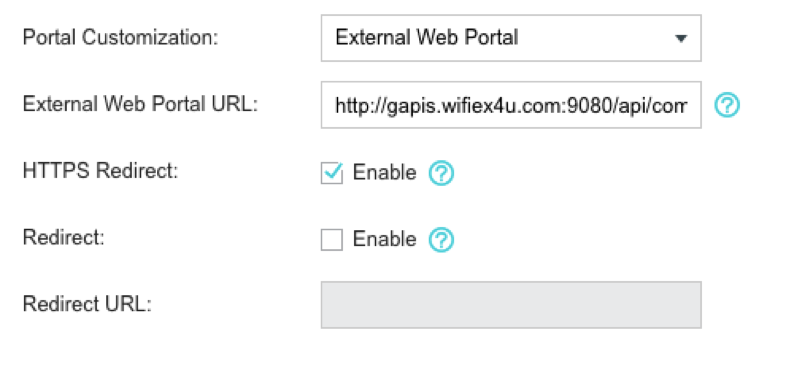 Portal Customization: External Web Portal
External Web Portal URL: http://gapis.wifiex4u.com:9080/api/com ?
HTTPS Redirect: Enable ?
Redirect: Enable ?
Redirect URL: